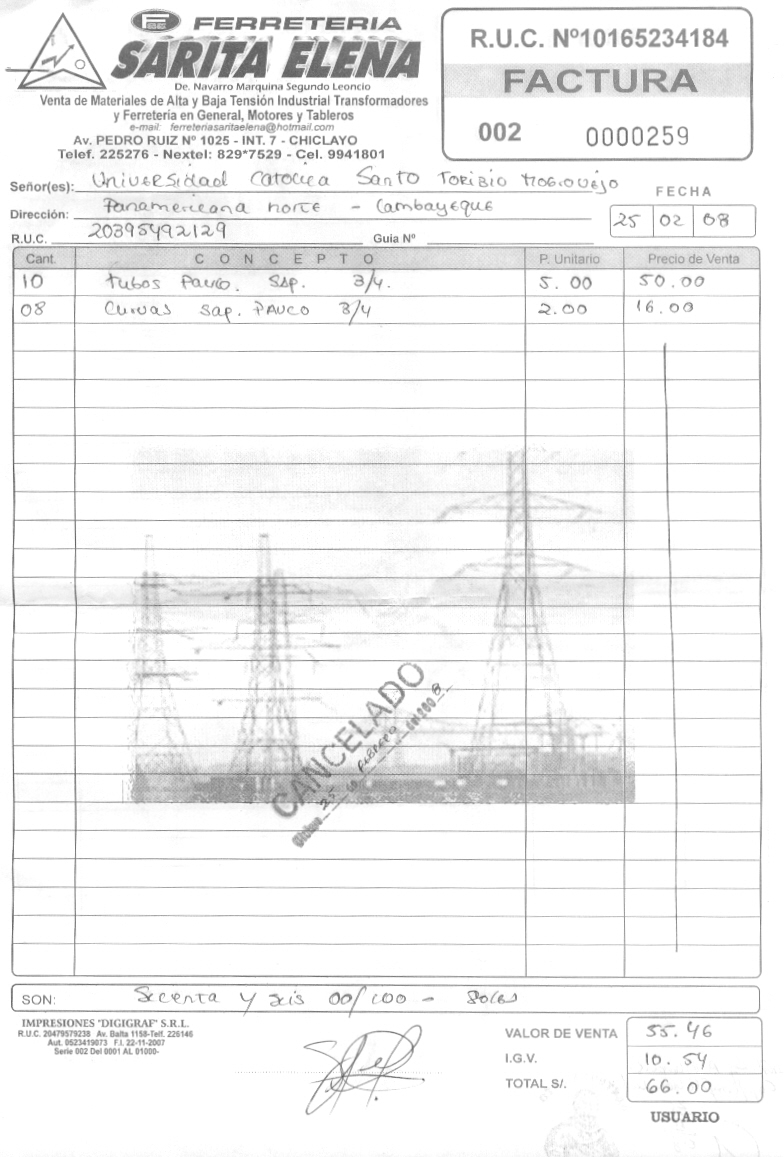 FERRETERIA
SARITA ELENA
De. Navarro Marquina Segundo Leoncio
Venta de Materiales de Alta y Baja Tensión Industrial Transformadores
y Ferretería en General, Motores y Tableros
e-mail: ferreteriasaritaelena@hotmail.com
Av. PEDRO RUIZ Nº 1025 - INT. 7 - CHICLAYO
Telef. 225276 - Nextel: 829*7529 - Cel. 9941801
R.U.C. Nº10165234184
FACTURA
002 0000259
Señor(es): Universidad Catolica Santo Toribio Mogrovejo
Dirección: Panamericana norte - Lambayeque
R.U.C. 20395492129 Guia Nº
FECHA
25 02 08
Cant. CONCEPTO P. Unitario Precio de Venta
10 tubos Pavco. Sap. 3/4. 5.00 50.00
08 Curvas Sap. PAVCO 3/4 2.00 16.00
CANCELADO
25 FEBRERO del 2008
SON: Secenta y seis 00/100 - Soles
IMPRESIONES "DIGIGRAF" S.R.L.
R.U.C. 20479579238 Av. Balta 1158-Telf. 226146
Aut. 0523419073 F.I. 22-11-2007
Serie 002 Del 0001 AL 01000-
VALOR DE VENTA 55.46
I.G.V. 10.54
TOTAL S/. 66.00
USUARIO